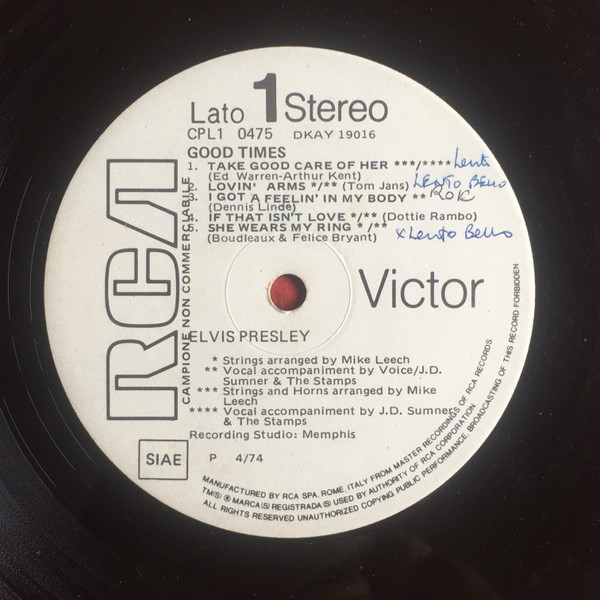 Lato 1 Stereo
CPL1 0475 DKAY 19016
GOOD TIMES
1. TAKE GOOD CARE OF HER ***/**** Lento
(Ed Warren-Arthur Kent)
2. LOVIN' ARMS */** (Tom Jans) LENTO Bello
3. I GOT A FEELIN' IN MY BODY ** ROK
(Dennis Linde)
4. IF THAT ISN'T LOVE */** (Dottie Rambo)
5. SHE WEARS MY RING */** x Lento Bello
(Boudleaux & Felice Bryant)
RCA
CAMPIONE NON COMMERCIABILE
Victor
ELVIS PRESLEY
* Strings arranged by Mike Leech
** Vocal accompaniment by Voice/J.D.
Sumner & The Stamps
*** Strings and Horns arranged by Mike
Leech
**** Vocal accompaniment by J.D. Sumner
& The Stamps
Recording Studio: Memphis
SIAE P 4/74
MANUFACTURED BY RCA SPA, ROME, ITALY FROM MASTER RECORDINGS OF RCA RECORDS
TM(S) ® MARCA(S) REGISTRADA(S) USED BY AUTHORITY OF RCA CORPORATION
ALL RIGHTS RESERVED UNAUTHORIZED COPYING PUBLIC PERFORMANCE, BROADCASTING OF THIS RECORD FORBIDDEN